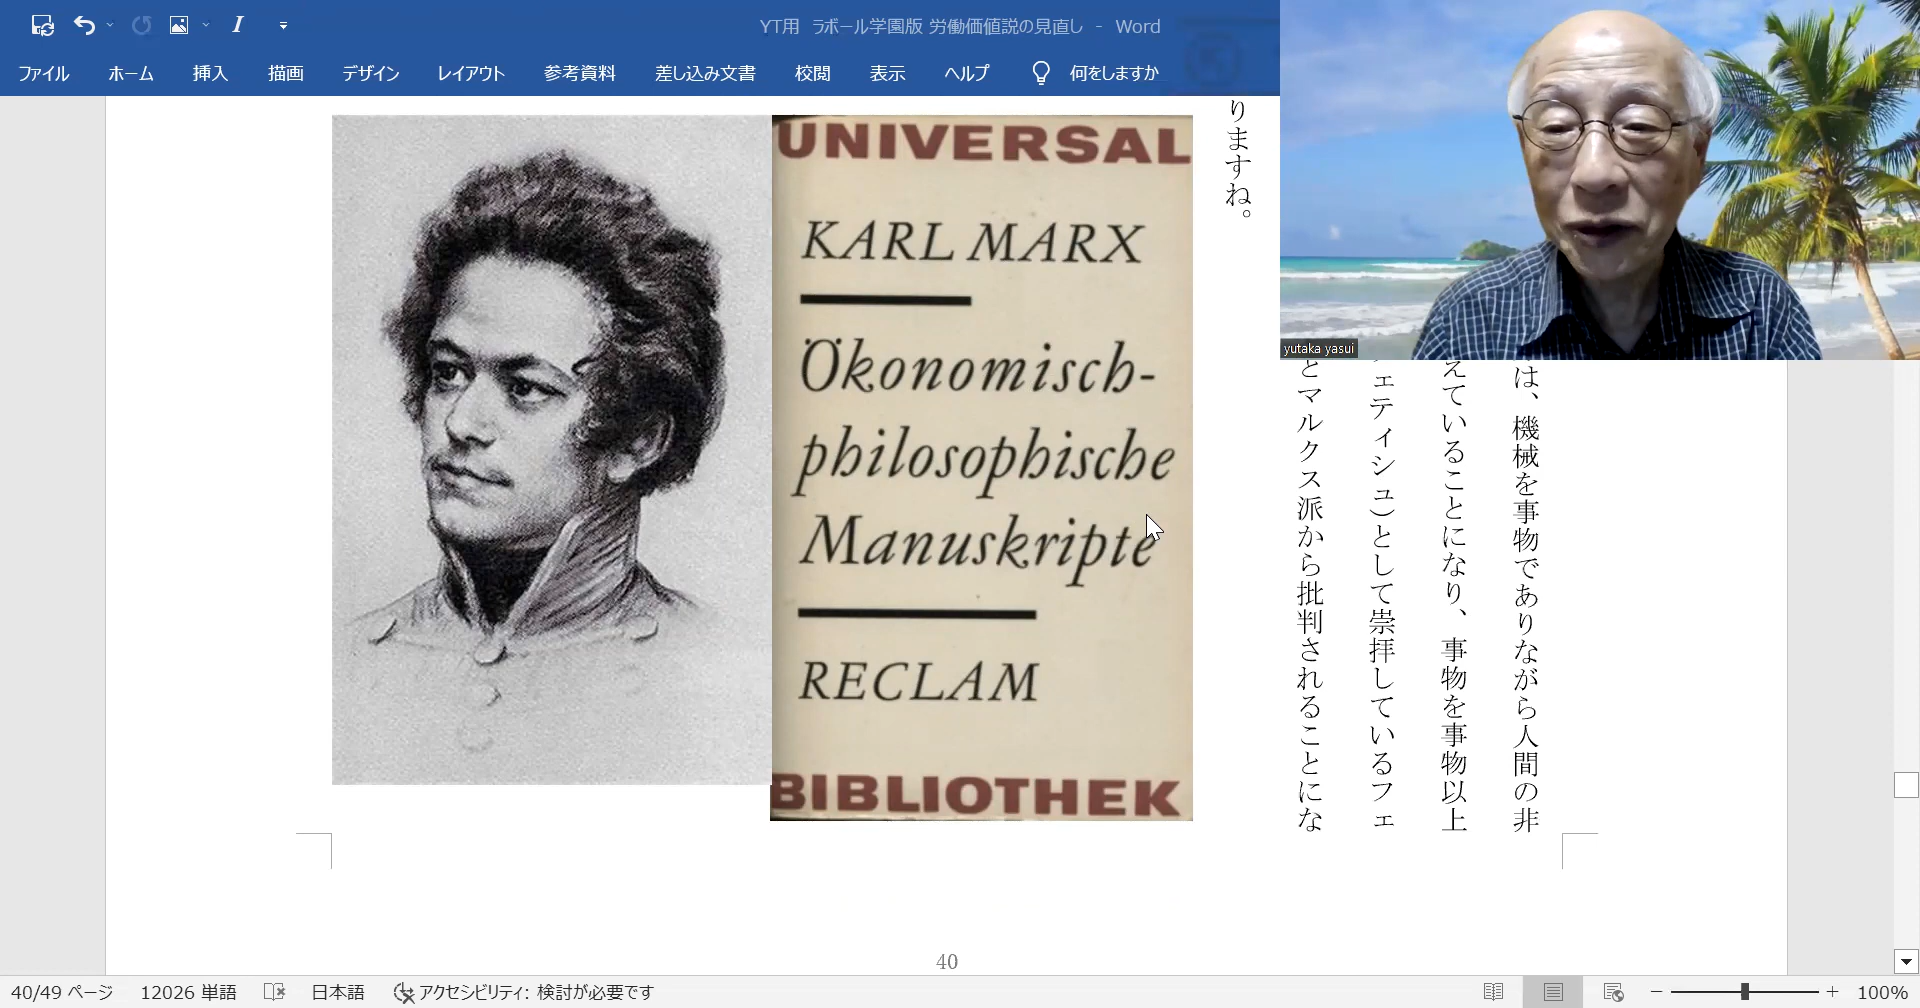 YT用 ラボール学園版 労働価値説の見直し - Word
ファイル ホーム 挿入 描画 デザイン レイアウト 参考資料 差し込み文書 校閲 表示 ヘルプ 何をしますか
yutaka yasui
は、機械を事物でありながら人間の非
えていることになり、事物を事物以上
ェティシュ)として崇拝しているフェ
とマルクス派から批判されることにな
りますね。
UNIVERSAL
KARL MARX
Ökonomisch-
philosophische
Manuskripte
RECLAM
BIBLIOTHEK
40
40/49 ページ 12026 単語 日本語 アクセシビリティ: 検討が必要です 100%